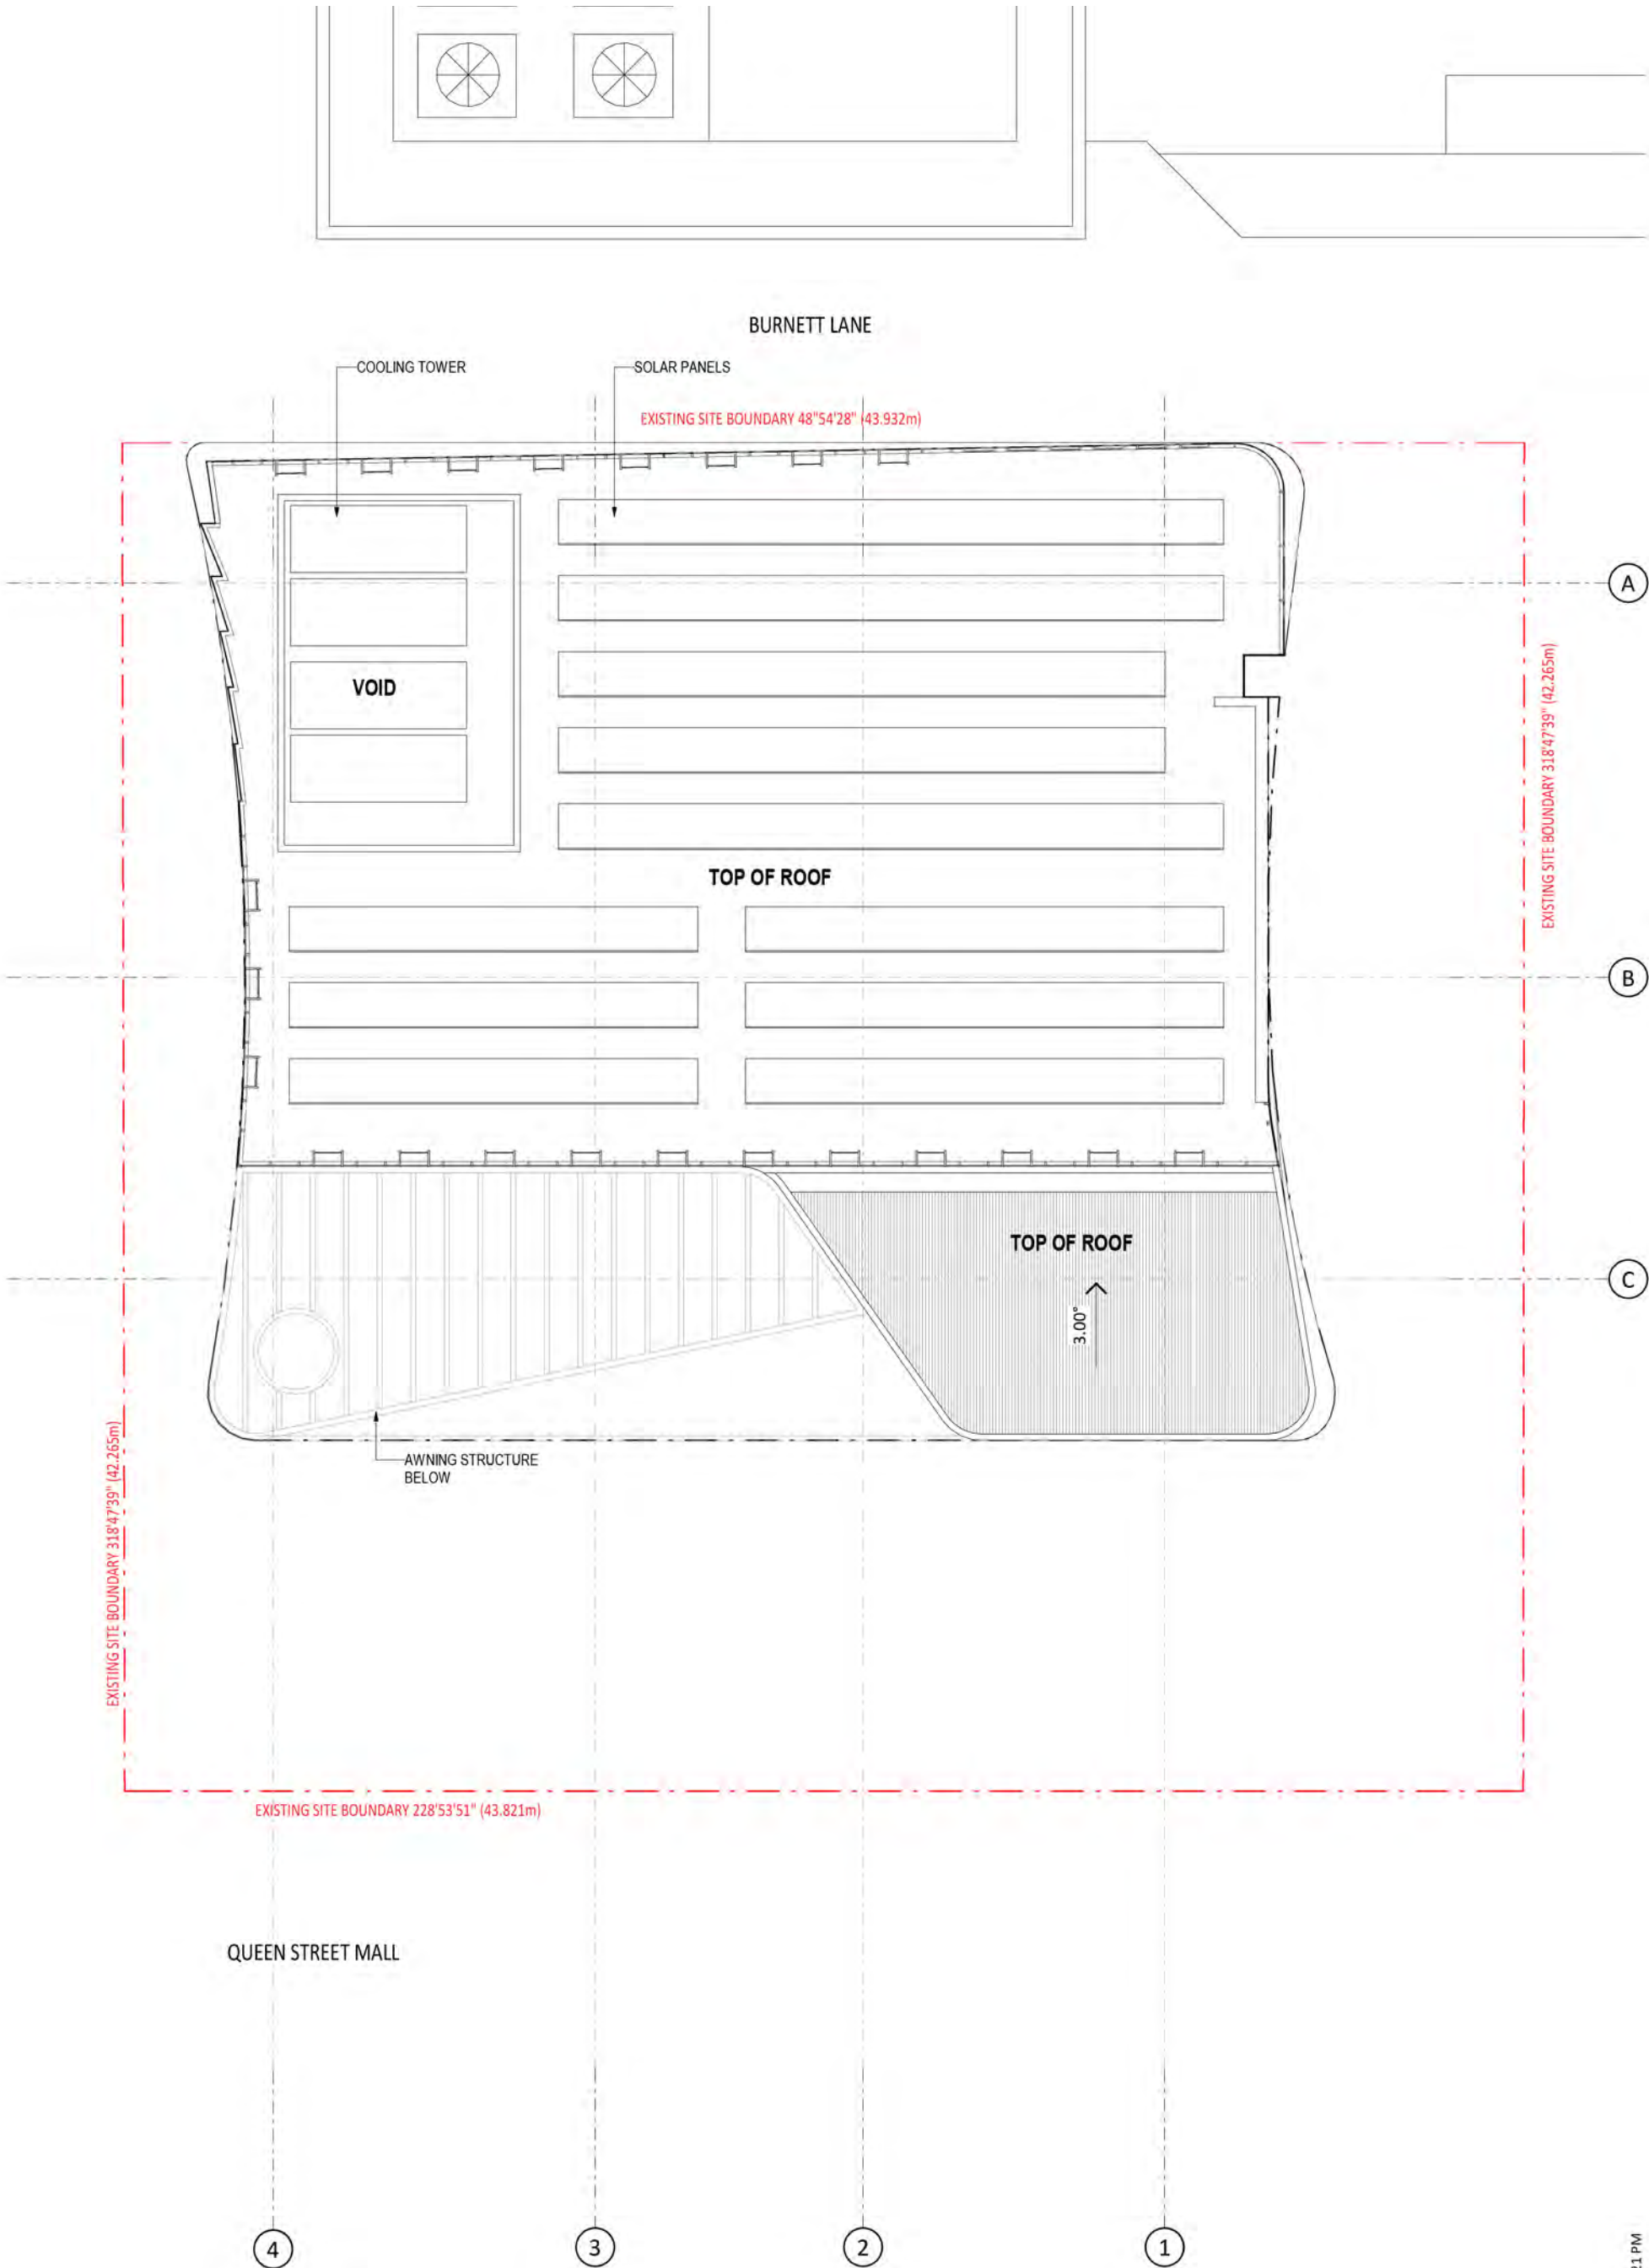 BURNETT LANE
COOLING TOWER
SOLAR PANELS
EXISTING SITE BOUNDARY 48"54'28" (43.932m)
A
EXISTING SITE BOUNDARY 318'47'39" (42.265m)
VOID
TOP OF ROOF
B
TOP OF ROOF
C
3.00°
EXISTING SITE BOUNDARY 318'47'39" (42.265m)
AWNING STRUCTURE
BELOW
EXISTING SITE BOUNDARY 228'53'51" (43.821m)
QUEEN STREET MALL
4
3
2
1
PM